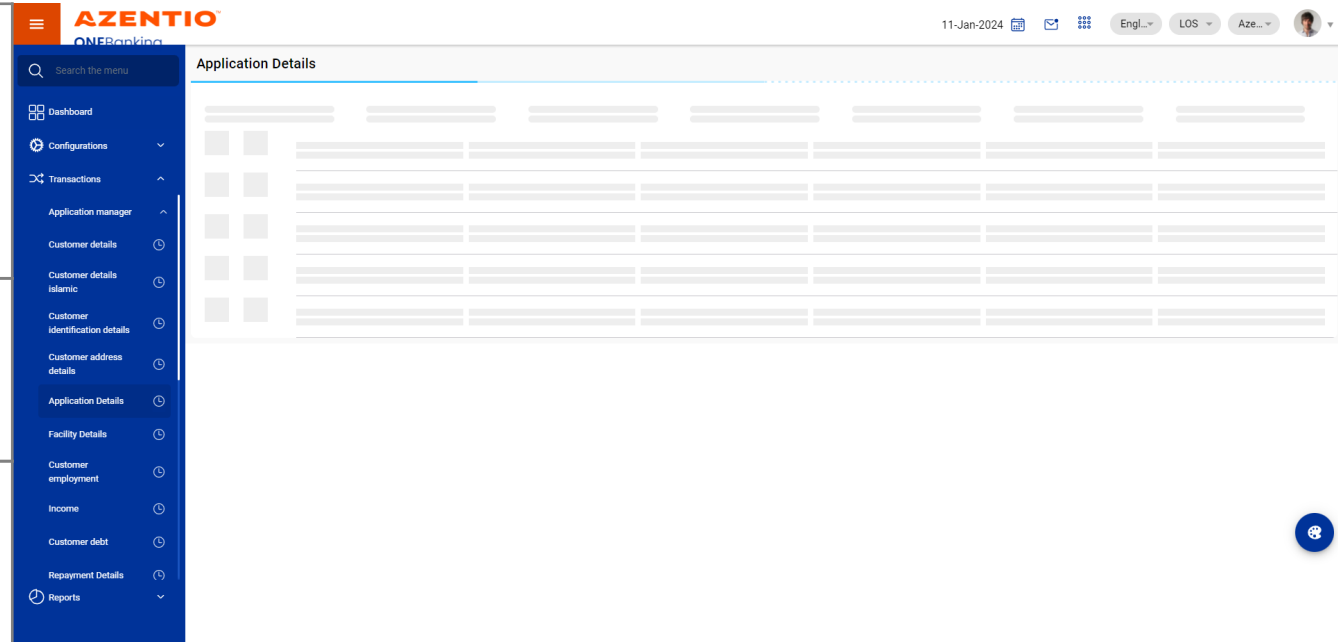 AZENTIO™
ONEBanking
11-Jan-2024
Engl...
LOS
Aze...
Search the menu
Application Details
Dashboard
Configurations
Transactions
Application manager
Customer details
Customer details
islamic
Customer
identification details
Customer address
details
Application Details
Facility Details
Customer
employment
Income
Customer debt
Repayment Details
Reports